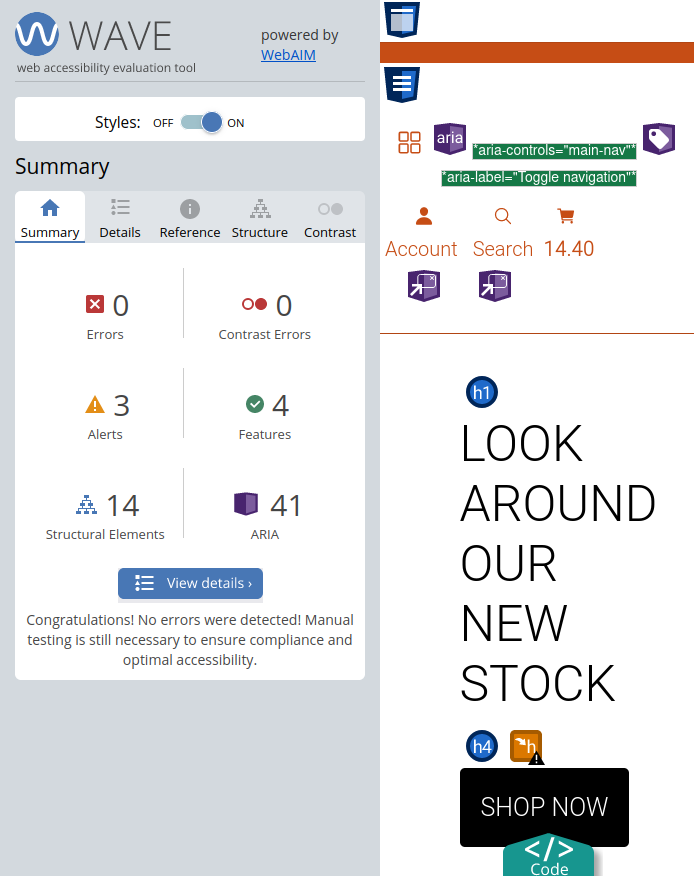 WAVE
web accessibility evaluation tool
powered by
WebAIM
Styles: OFF ON
Summary
Summary Details Reference Structure Contrast
0
Errors
0
Contrast Errors
3
Alerts
4
Features
14
Structural Elements
41
ARIA
View details ›
Congratulations! No errors were detected! Manual
testing is still necessary to ensure compliance and
optimal accessibility.
aria
*aria-controls="main-nav"*
*aria-label="Toggle navigation"*
Account Search 14.40
h1
LOOK
AROUND
OUR
NEW
STOCK
h4 h
SHOP NOW
</>
Code